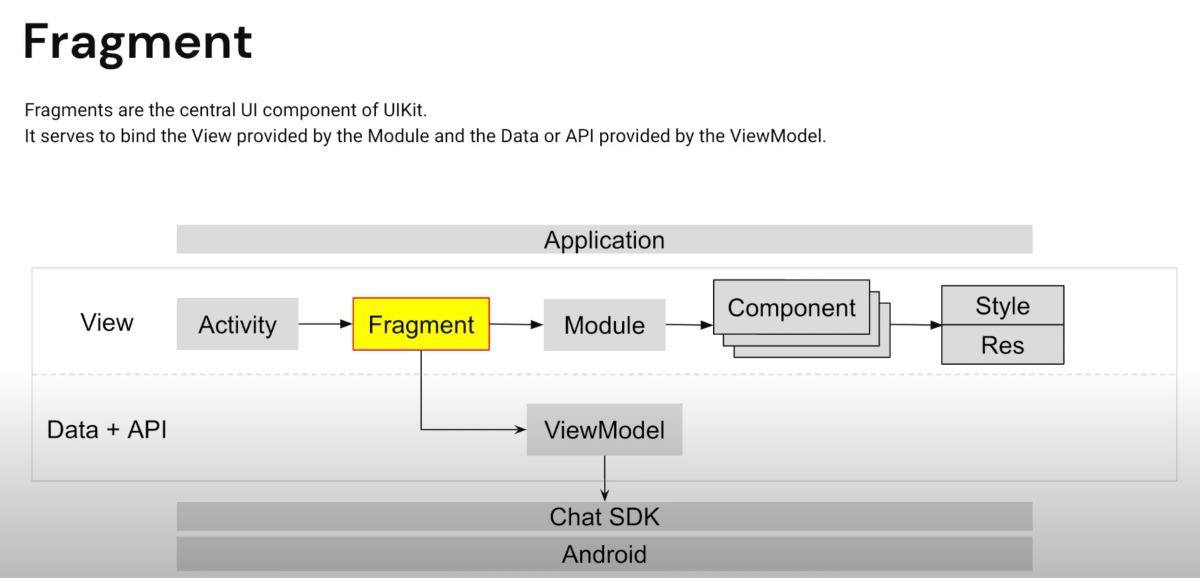 Fragment
Fragments are the central UI component of UIKit.
It serves to bind the View provided by the Module and the Data or API provided by the ViewModel.
Application
View
Activity
Fragment
Module
Component
Style
Res
Data + API
ViewModel
Chat SDK
Android